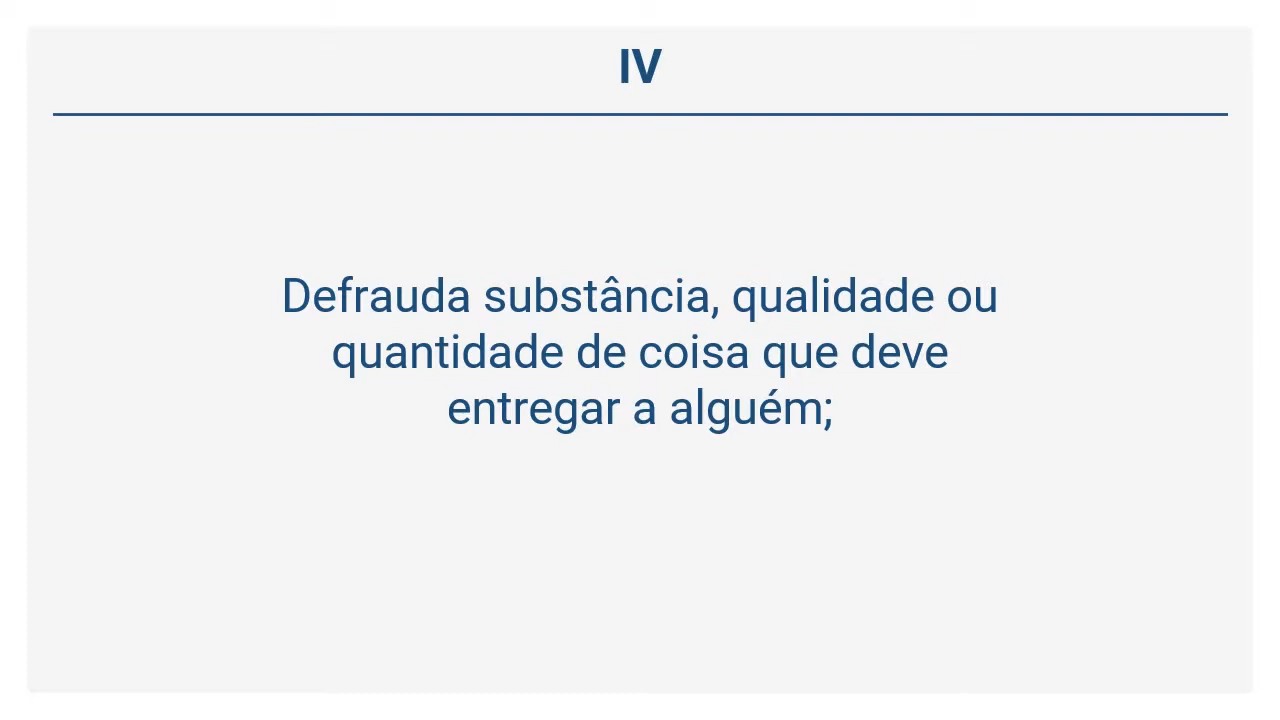 IV
Defrauda substância, qualidade ou
quantidade de coisa que deve
entregar a alguém;